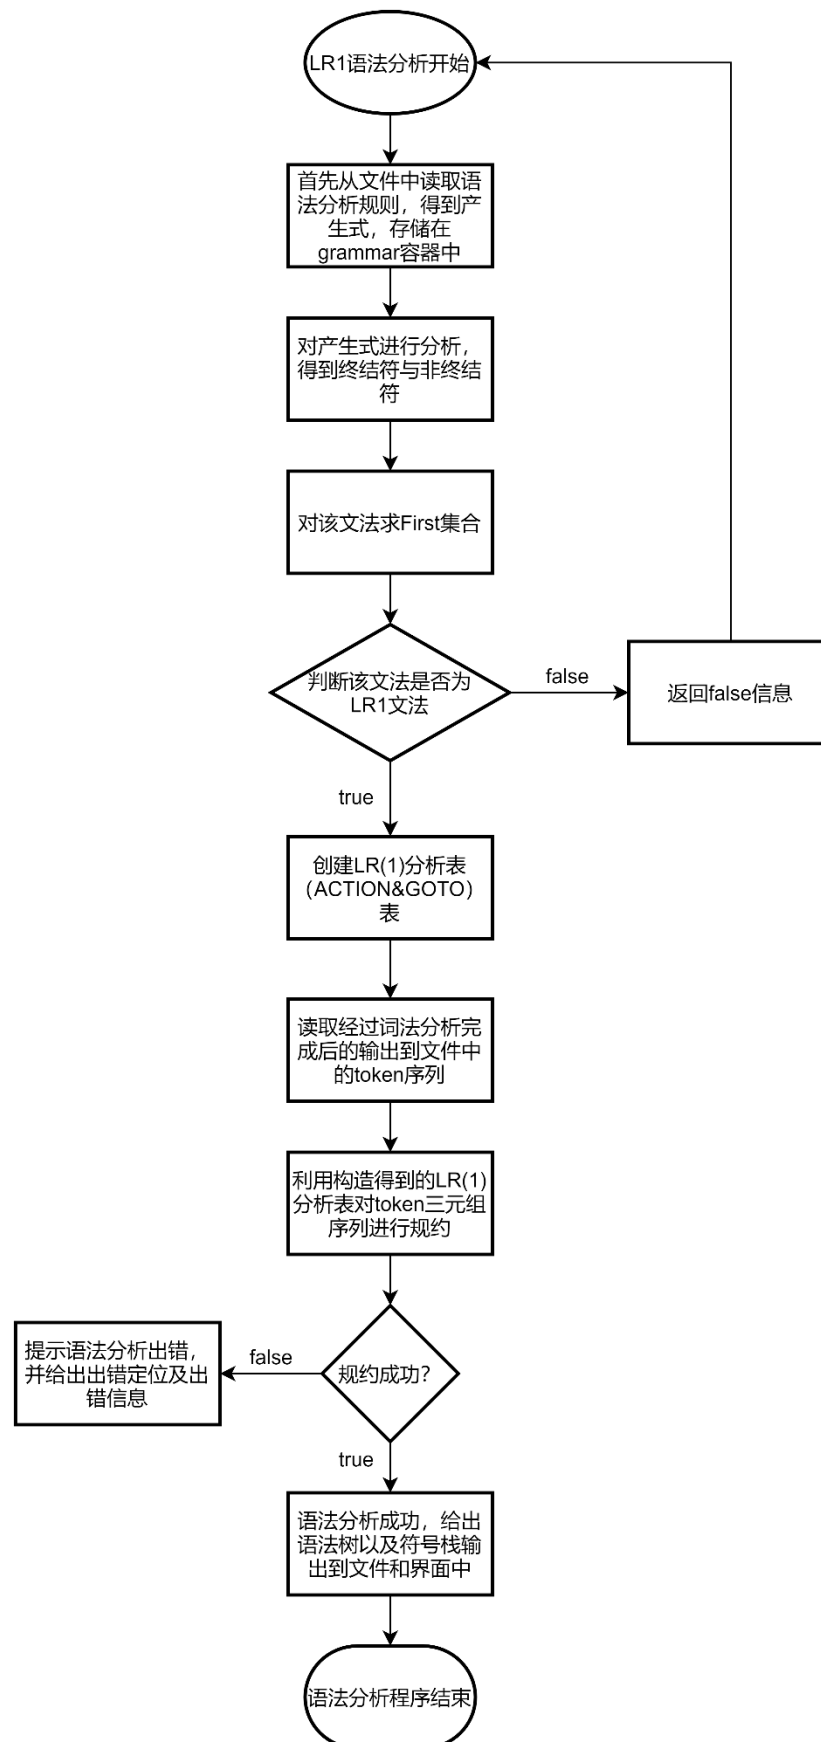 LR1语法分析开始
首先从文件中读取语
法分析规则，得到产
生式，存储在
grammar容器中
对产生式进行分析，
得到终结符与非终结
符
对该文法求First集合
判断该文法是否为
LR1文法
false
返回false信息
true
创建LR(1)分析表
（ACTION&GOTO）
表
读取经过词法分析完
成后的输出到文件中
的token序列
利用构造得到的LR(1)
分析表对token三元组
序列进行规约
规约成功？
false
提示语法分析出错，
并给出出错定位及出
错信息
true
语法分析成功，给出
语法树以及符号栈输
出到文件和界面中
语法分析程序结束